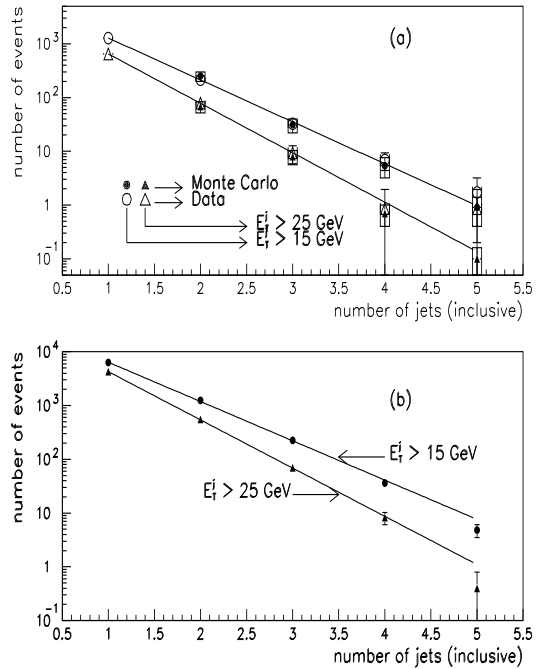 number of events
(a)
10³
10²
10
1
10⁻¹
Monte Carlo
Data
E_T^j > 25 GeV
E_T^j > 15 GeV
0.5 1 1.5 2 2.5 3 3.5 4 4.5 5 5.5
number of jets (inclusive)
number of events
(b)
10⁴
10³
10²
10
1
10⁻¹
E_T^j > 15 GeV
E_T^j > 25 GeV
0.5 1 1.5 2 2.5 3 3.5 4 4.5 5 5.5
number of jets (inclusive)